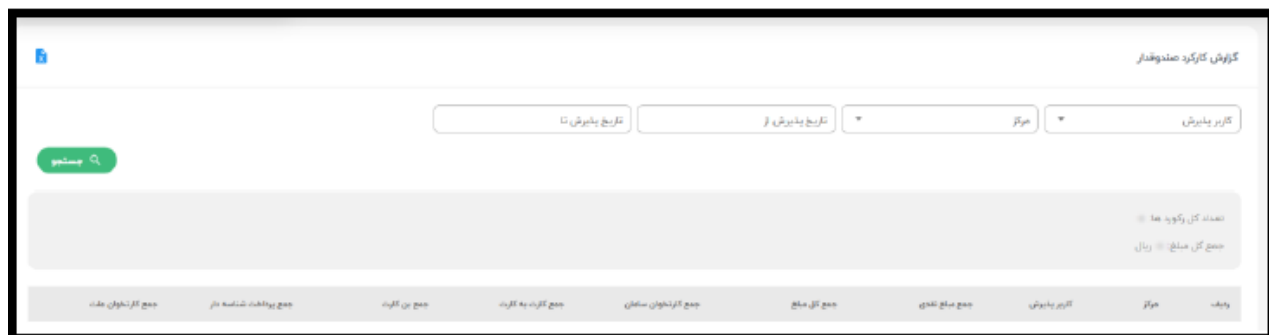 گزارش کارکرد صندوقدار
کاربر پذیرش مرکز تاریخ پذیرش از تاریخ پذیرش تا
جستجو
تعداد کل رکورد ها:
جمع کل مبلغ: ریال
ردیف مرکز کاربر پذیرش جمع مبلغ نقدی جمع کل مبلغ جمع کارتخوان سامان جمع کارت به کارت جمع بن کارت جمع پرداخت شناسه دار جمع کارتخوان ملت